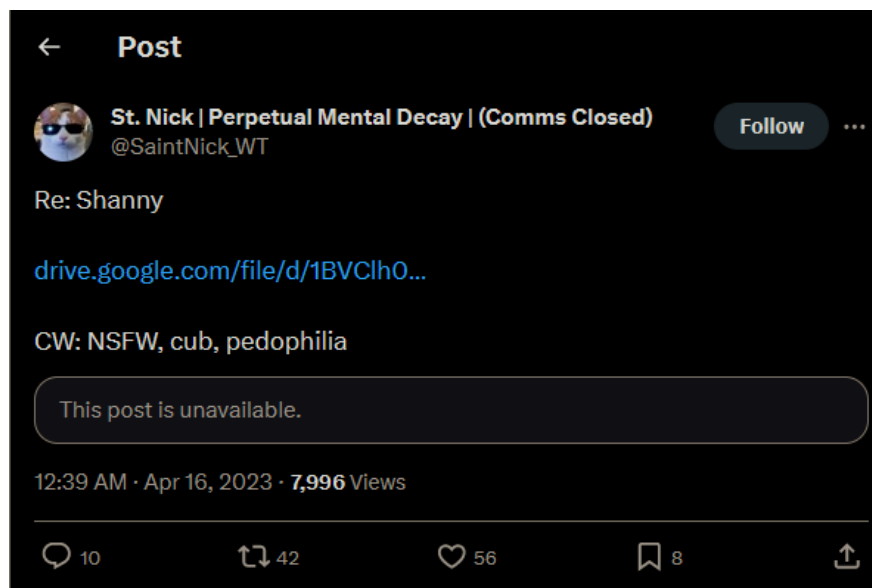 Post
St. Nick | Perpetual Mental Decay | (Comms Closed)
Follow
@SaintNick_WT
Re: Shanny
drive.google.com/file/d/1BVClh0...
CW: NSFW, cub, pedophilia
This post is unavailable.
12:39 AM · Apr 16, 2023 · 7,996 Views
10 42 56 8